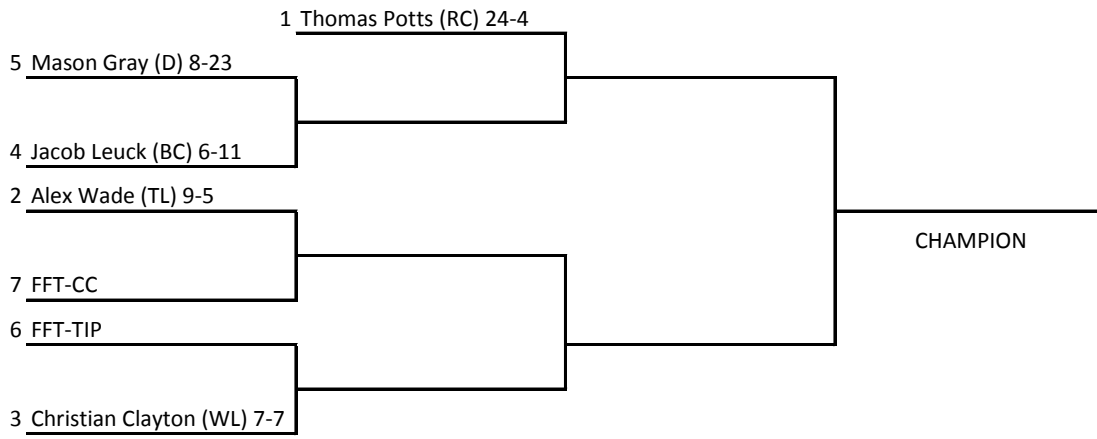 1 Thomas Potts (RC) 24-4
5 Mason Gray (D) 8-23
4 Jacob Leuck (BC) 6-11
2 Alex Wade (TL) 9-5
CHAMPION
7 FFT-CC
6 FFT-TIP
3 Christian Clayton (WL) 7-7